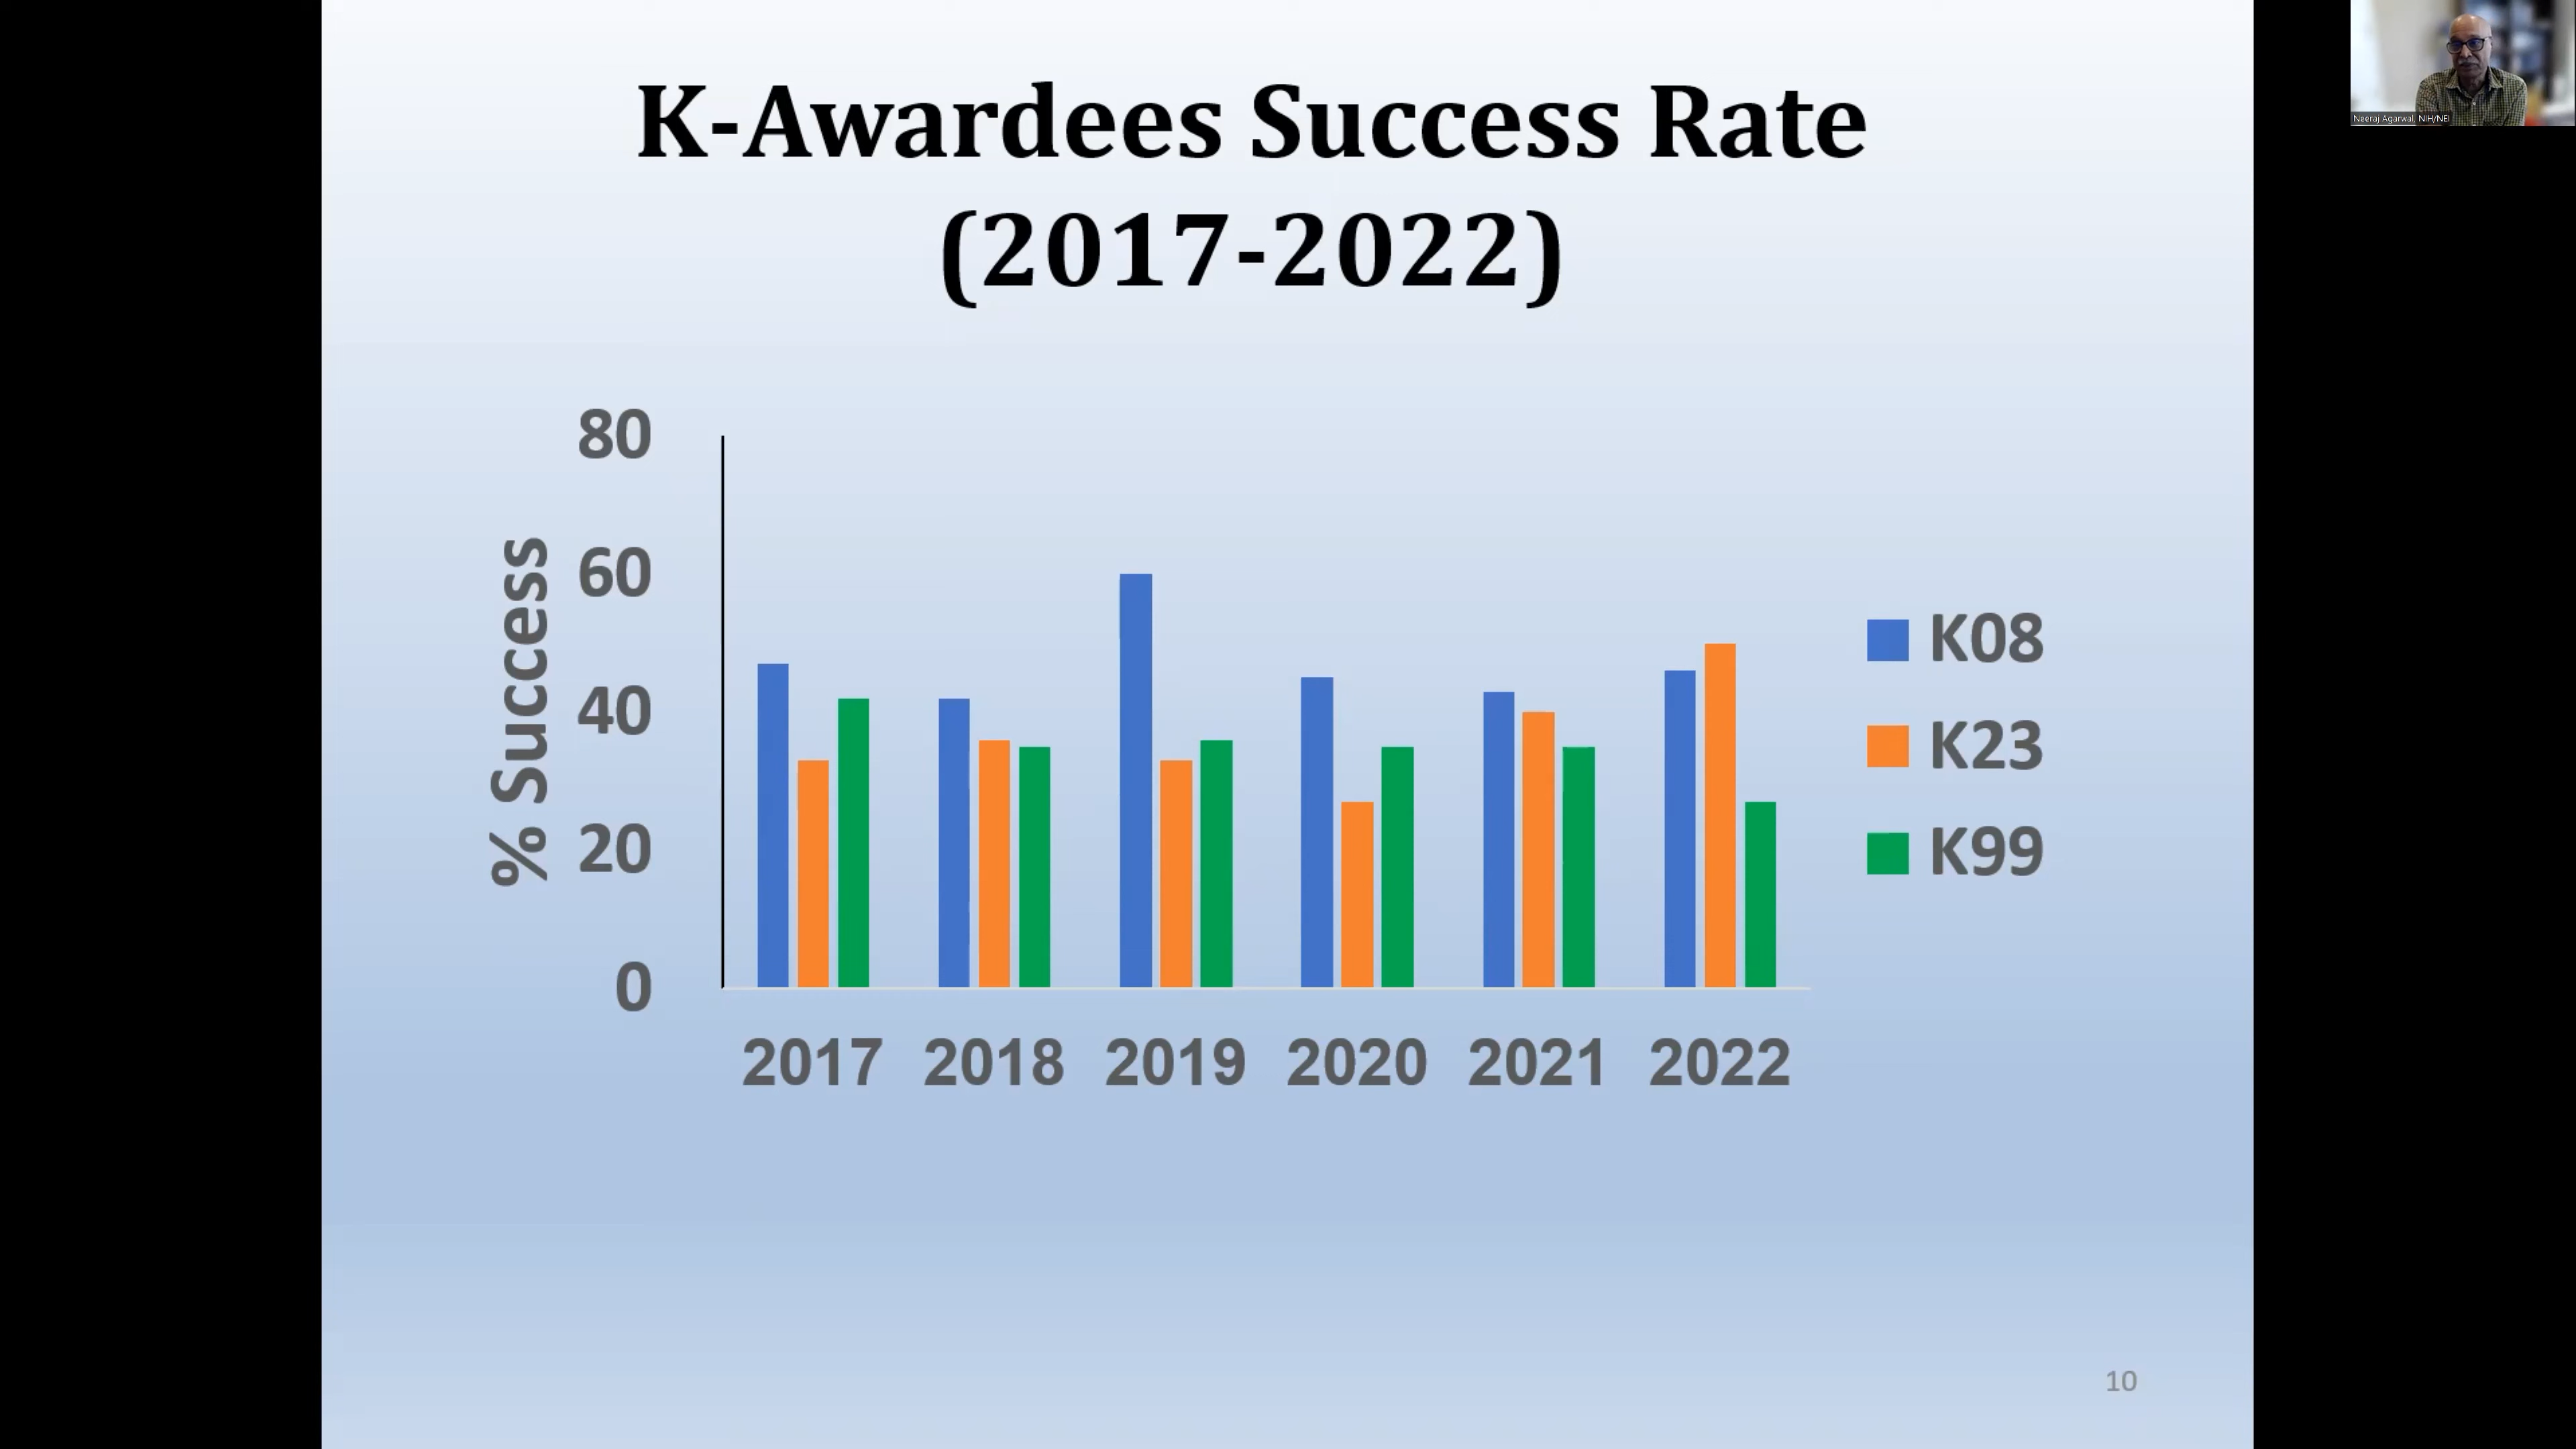 K-Awardees Success Rate
(2017-2022)
Neeraj Agarwal, NIH/NEI
% Success
80
60
40
20
0
2017 2018 2019 2020 2021 2022
K08
K23
K99
10